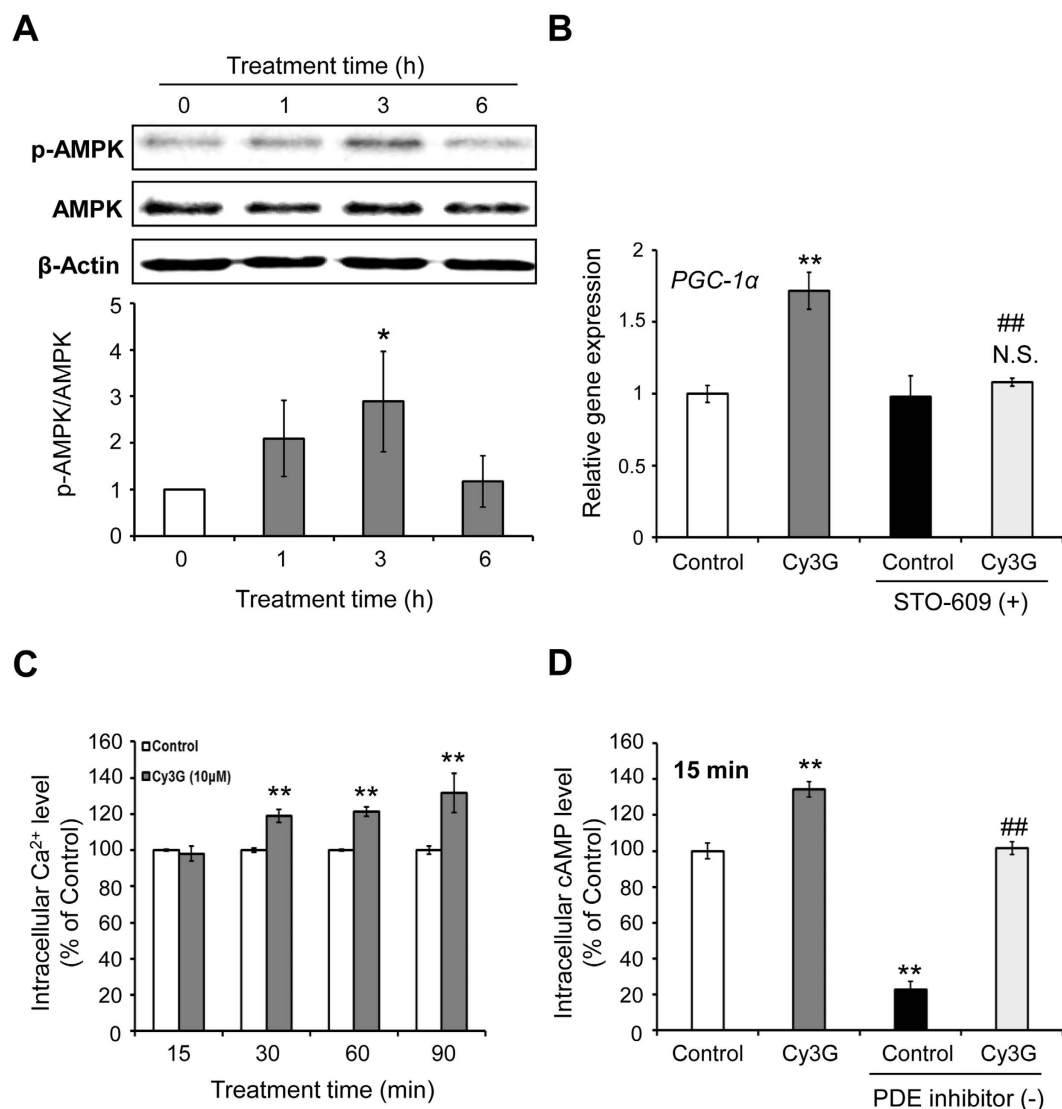 A
Treatment time (h)
0 1 3 6
p-AMPK
AMPK
β-Actin
p-AMPK/AMPK
5
4
3
2
1
0
*
0 1 3 6
Treatment time (h)
B
Relative gene expression
2
1.5
1
0.5
0
PGC-1α
**
##
N.S.
Control Cy3G Control Cy3G
STO-609 (+)
C
Intracellular Ca²⁺ level
(% of Control)
160
140
120
100
80
60
40
20
0
Control
Cy3G (10μM)
** ** **
15 30 60 90
Treatment time (min)
D
Intracellular cAMP level
(% of Control)
160
140
120
100
80
60
40
20
0
15 min
**
**
##
Control Cy3G Control Cy3G
PDE inhibitor (-)